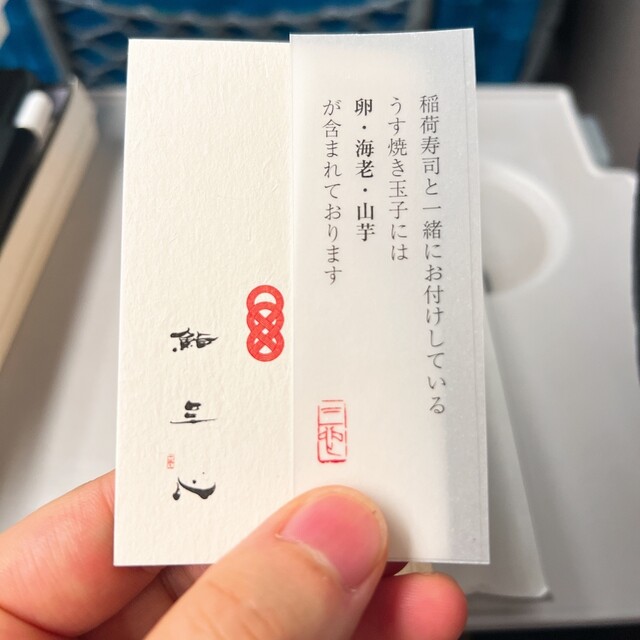 稲荷寿司と一緒にお付けしている
うす焼き玉子には
卵・海老・山芋
が含まれております
鮨